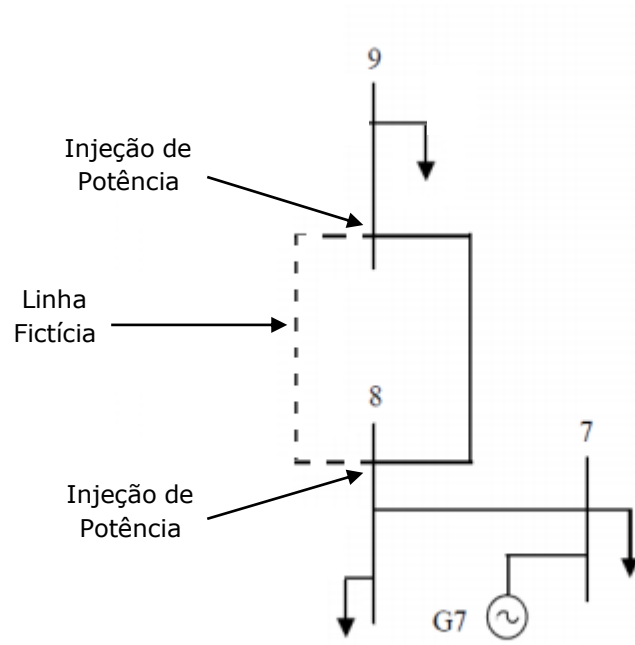 9
Injeção de
Potência
Linha
Fictícia
8
7
Injeção de
Potência
G7